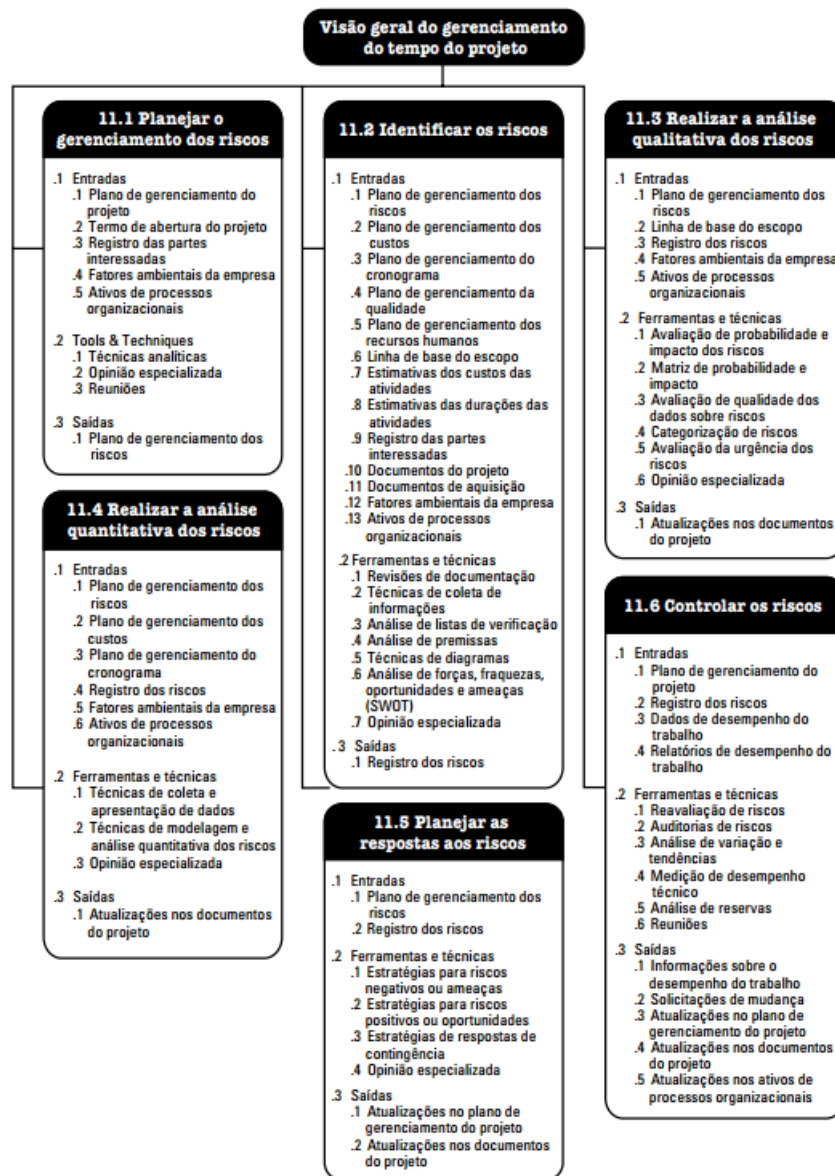 Visão geral do gerenciamento
do tempo do projeto
11.1 Planejar o
gerenciamento dos riscos
.1 Entradas
.1 Plano de gerenciamento do
projeto
.2 Termo de abertura do projeto
.3 Registro das partes
interessadas
.4 Fatores ambientais da empresa
.5 Ativos de processos
organizacionais
.2 Tools & Techniques
.1 Técnicas analíticas
.2 Opinião especializada
.3 Reuniões
.3 Saídas
.1 Plano de gerenciamento dos
riscos
11.2 Identificar os riscos
.1 Entradas
.1 Plano de gerenciamento dos
riscos
.2 Plano de gerenciamento dos
custos
.3 Plano de gerenciamento do
cronograma
.4 Plano de gerenciamento da
qualidade
.5 Plano de gerenciamento dos
recursos humanos
.6 Linha de base do escopo
.7 Estimativas dos custos das
atividades
.8 Estimativas das durações das
atividades
.9 Registro das partes
interessadas
.10 Documentos do projeto
.11 Documentos de aquisição
.12 Fatores ambientais da empresa
.13 Ativos de processos
organizacionais
.2 Ferramentas e técnicas
.1 Revisões de documentação
.2 Técnicas de coleta de
informações
.3 Análise de listas de verificação
.4 Análise de premissas
.5 Técnicas de diagramas
.6 Análise de forças, fraquezas,
oportunidades e ameaças
(SWOT)
.7 Opinião especializada
.3 Saídas
.1 Registro dos riscos
11.3 Realizar a análise
qualitativa dos riscos
.1 Entradas
.1 Plano de gerenciamento dos
riscos
.2 Linha de base do escopo
.3 Registro dos riscos
.4 Fatores ambientais da empresa
.5 Ativos de processos
organizacionais
.2 Ferramentas e técnicas
.1 Avaliação de probabilidade e
impacto dos riscos
.2 Matriz de probabilidade e
impacto
.3 Avaliação de qualidade dos
dados sobre riscos
.4 Categorização de riscos
.5 Avaliação da urgência dos
riscos
.6 Opinião especializada
.3 Saídas
.1 Atualizações nos documentos
do projeto
11.4 Realizar a análise
quantitativa dos riscos
.1 Entradas
.1 Plano de gerenciamento dos
riscos
.2 Plano de gerenciamento dos
custos
.3 Plano de gerenciamento do
cronograma
.4 Registro dos riscos
.5 Fatores ambientais da empresa
.6 Ativos de processos
organizacionais
.2 Ferramentas e técnicas
.1 Técnicas de coleta e
apresentação de dados
.2 Técnicas de modelagem e
análise quantitativa dos riscos
.3 Opinião especializada
.3 Saídas
.1 Atualizações nos documentos
do projeto
11.5 Planejar as
respostas aos riscos
.1 Entradas
.1 Plano de gerenciamento dos
riscos
.2 Registro dos riscos
.2 Ferramentas e técnicas
.1 Estratégias para riscos
negativos ou ameaças
.2 Estratégias para riscos
positivos ou oportunidades
.3 Estratégias de respostas de
contingência
.4 Opinião especializada
.3 Saídas
.1 Atualizações no plano de
gerenciamento do projeto
.2 Atualizações nos documentos
do projeto
11.6 Controlar os riscos
.1 Entradas
.1 Plano de gerenciamento do
projeto
.2 Registro dos riscos
.3 Dados de desempenho do
trabalho
.4 Relatórios de desempenho do
trabalho
.2 Ferramentas e técnicas
.1 Reavaliação de riscos
.2 Auditorias de riscos
.3 Análise de variação e
tendências
.4 Medição de desempenho
técnico
.5 Análise de reservas
.6 Reuniões
.3 Saídas
.1 Informações sobre o
desempenho do trabalho
.2 Solicitações de mudança
.3 Atualizações no plano de
gerenciamento do projeto
.4 Atualizações nos documentos
do projeto
.5 Atualizações nos ativos de
processos organizacionais